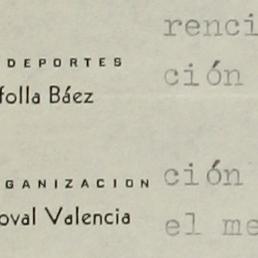 renci
DEPORTES
ción
folla Báez
ción
GANIZACION
oval Valencia
el me